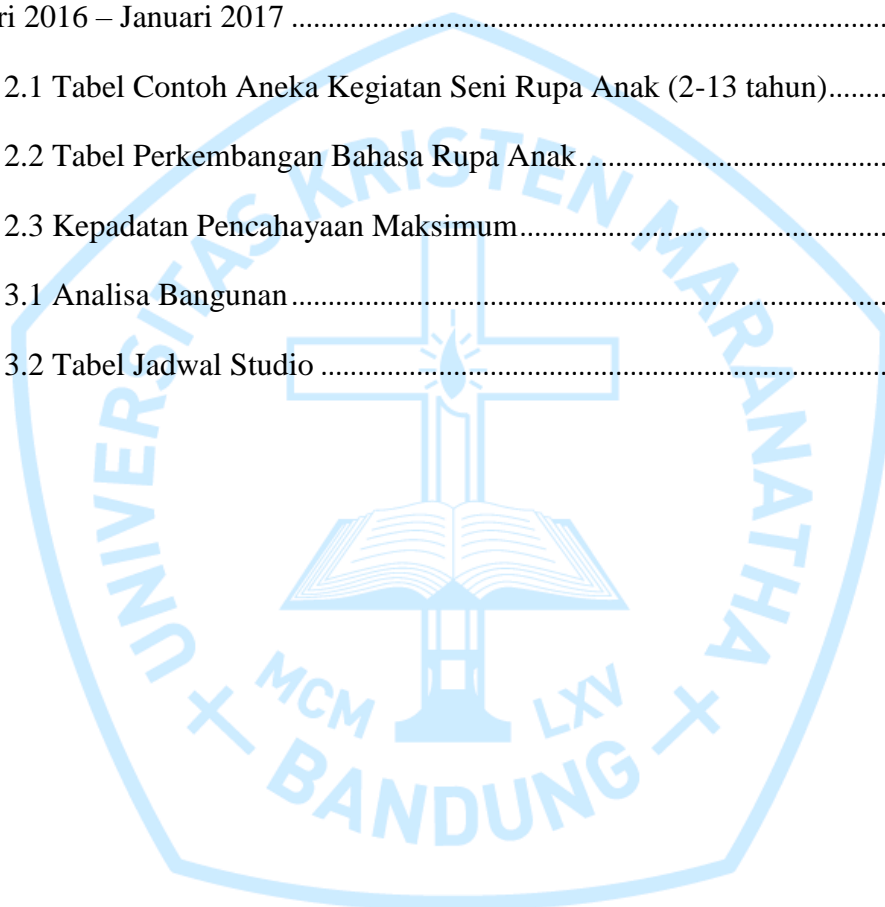 ri 2016 – Januari 2017 ........................................................................
2.1 Tabel Contoh Aneka Kegiatan Seni Rupa Anak (2-13 tahun).......
2.2 Tabel Perkembangan Bahasa Rupa Anak.....................................
2.3 Kepadatan Pencahayaan Maksimum............................................
3.1 Analisa Bangunan........................................................................
3.2 Tabel Jadwal Studio ....................................................................
UNIVERSITAS KRISTEN MARANATHA
MCM LXV
BANDUNG